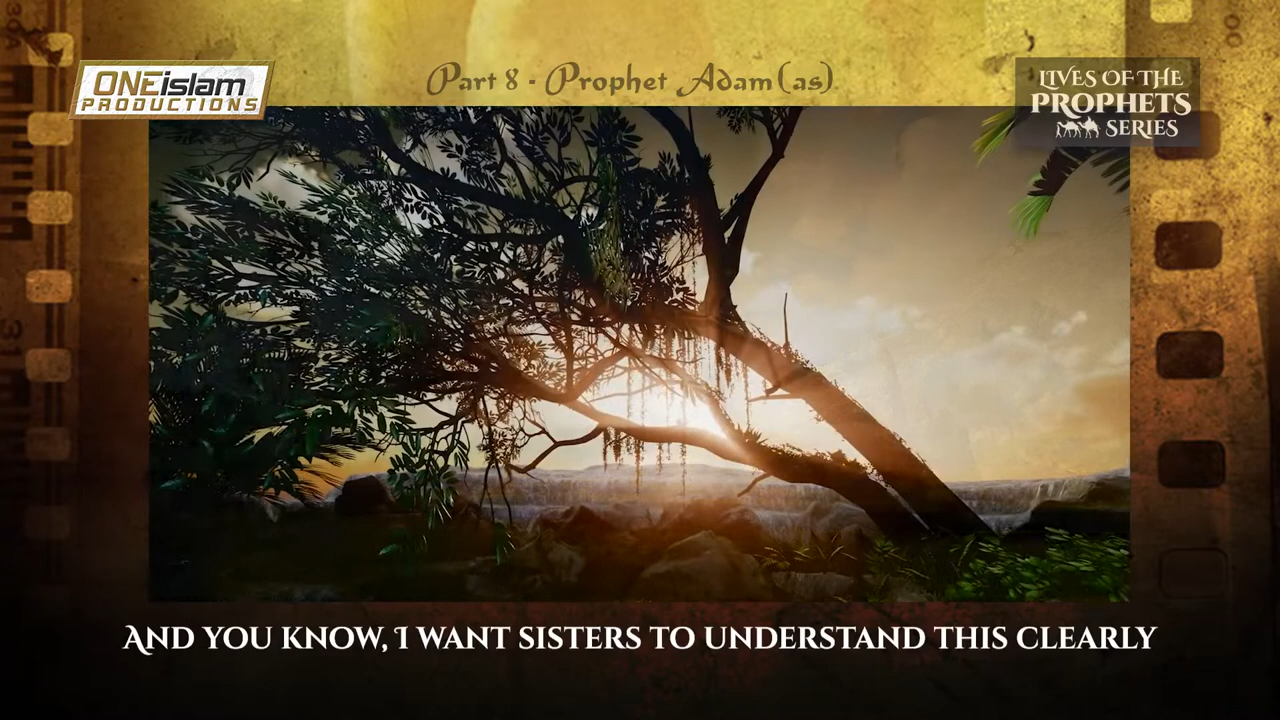 Part 8 - Prophet Adam (as)
ONEislam
PRODUCTIONS
LIVES OF THE
PROPHETS
SERIES
And you know, I want sisters to understand this clearly